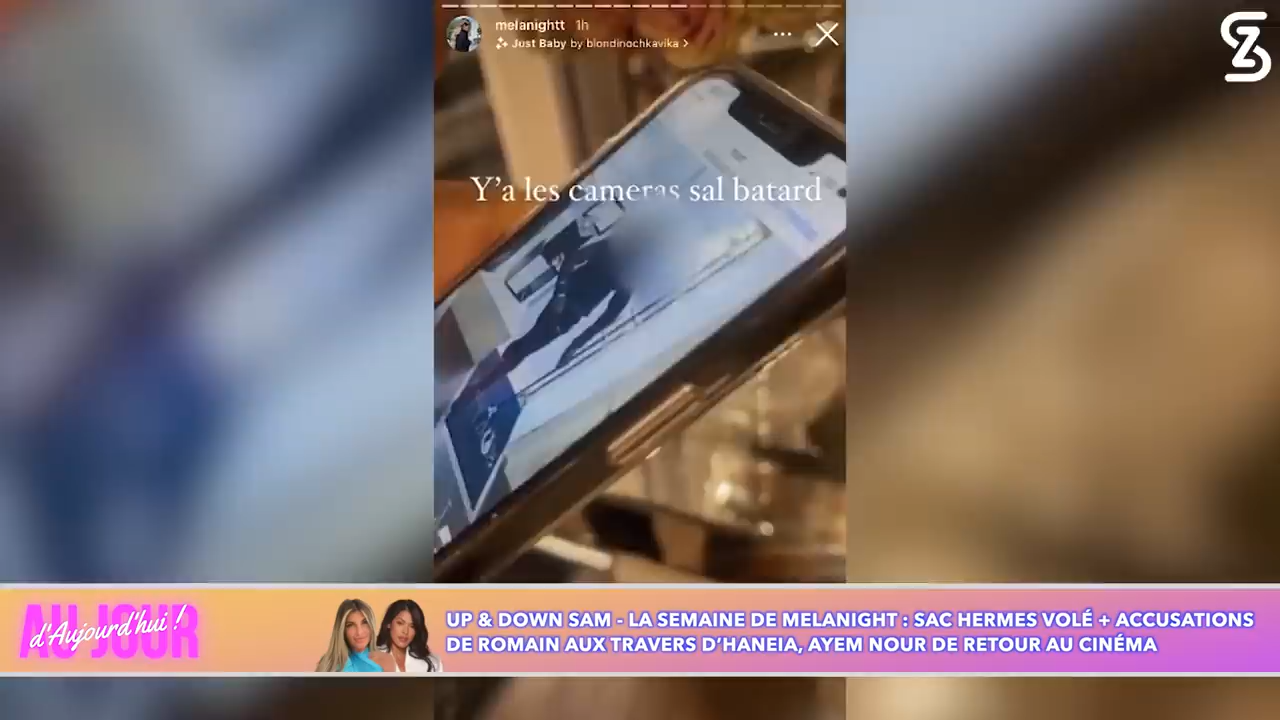 melanightt 1h
Just Baby by blondinochkavika
Y'a les cameras sal batard
AU JOUR
d'Aujourd'hui !
UP & DOWN SAM - LA SEMAINE DE MELANIGHT : SAC HERMES VOLÉ + ACCUSATIONS
DE ROMAIN AUX TRAVERS D'HANEIA, AYEM NOUR DE RETOUR AU CINÉMA